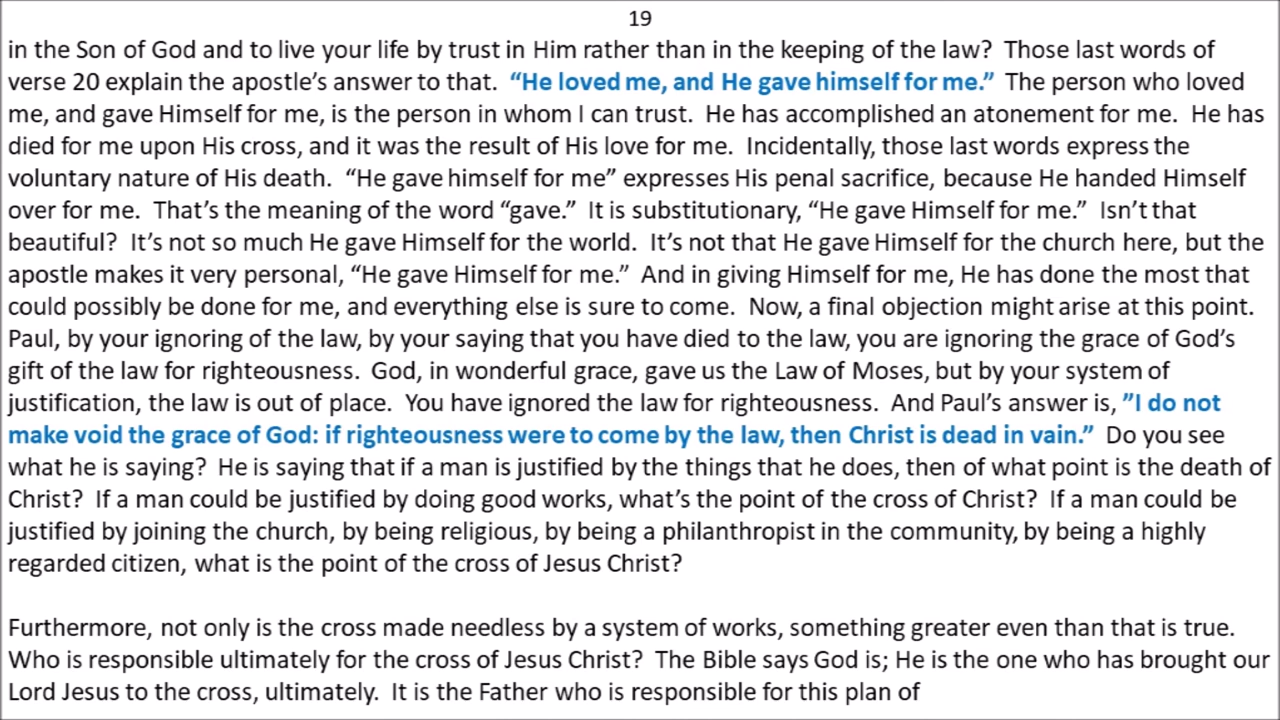 19
in the Son of God and to live your life by trust in Him rather than in the keeping of the law?  Those last words of
verse 20 explain the apostle’s answer to that.  “He loved me, and He gave himself for me.”  The person who loved
me, and gave Himself for me, is the person in whom I can trust.  He has accomplished an atonement for me.  He has
died for me upon His cross, and it was the result of His love for me.  Incidentally, those last words express the
voluntary nature of His death.  “He gave himself for me” expresses His penal sacrifice, because He handed Himself
over for me.  That’s the meaning of the word “gave.”  It is substitutionary, “He gave Himself for me.”  Isn’t that
beautiful?  It’s not so much He gave Himself for the world.  It’s not that He gave Himself for the church here, but the
apostle makes it very personal, “He gave Himself for me.”  And in giving Himself for me, He has done the most that
could possibly be done for me, and everything else is sure to come.  Now, a final objection might arise at this point.
Paul, by your ignoring of the law, by your saying that you have died to the law, you are ignoring the grace of God’s
gift of the law for righteousness.  God, in wonderful grace, gave us the Law of Moses, but by your system of
justification, the law is out of place.  You have ignored the law for righteousness.  And Paul’s answer is, ”I do not
make void the grace of God: if righteousness were to come by the law, then Christ is dead in vain.”  Do you see
what he is saying?  He is saying that if a man is justified by the things that he does, then of what point is the death of
Christ?  If a man could be justified by doing good works, what’s the point of the cross of Christ?  If a man could be
justified by joining the church, by being religious, by being a philanthropist in the community, by being a highly
regarded citizen, what is the point of the cross of Jesus Christ?
Furthermore, not only is the cross made needless by a system of works, something greater even than that is true.
Who is responsible ultimately for the cross of Jesus Christ?  The Bible says God is; He is the one who has brought our
Lord Jesus to the cross, ultimately.  It is the Father who is responsible for this plan of